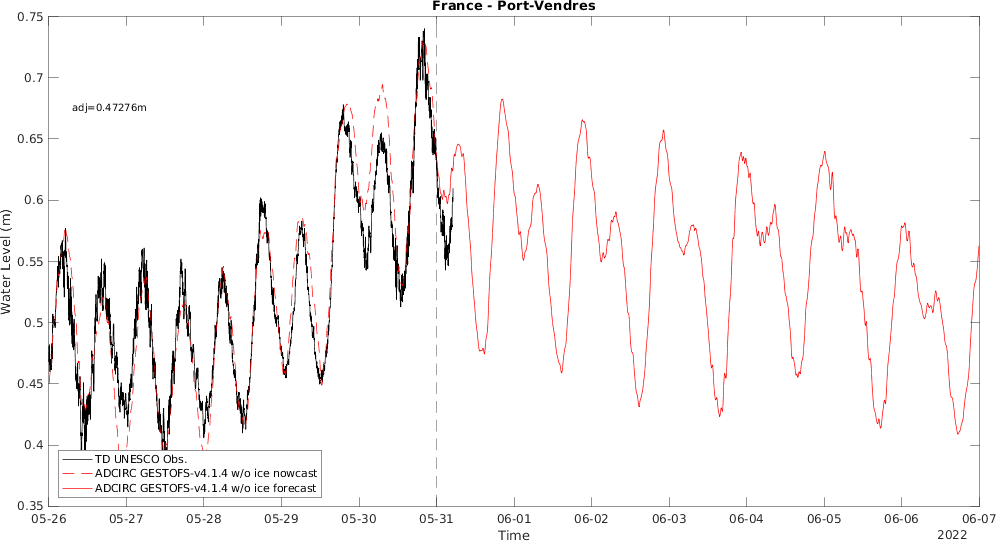 France - Port-Vendres
0.75
0.7
0.65
0.6
0.55
0.5
0.45
0.4
0.35
Water Level (m)
adj=0.47276m
TD UNESCO Obs.
ADCIRC GESTOFS-v4.1.4 w/o ice nowcast
ADCIRC GESTOFS-v4.1.4 w/o ice forecast
05-26 05-27 05-28 05-29 05-30 05-31 06-01 06-02 06-03 06-04 06-05 06-06 06-07
Time
2022